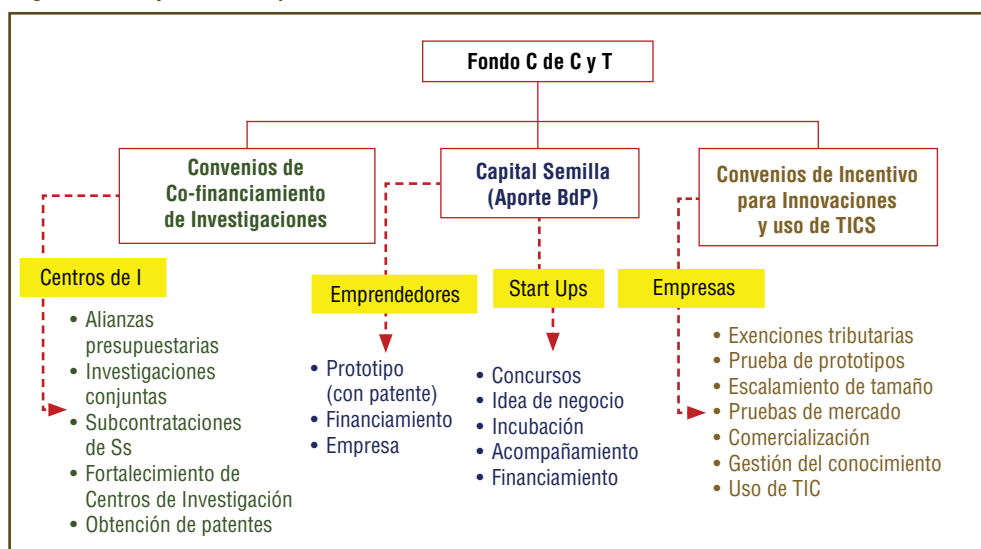 Fondo C de C y T
Convenios de
Co-financiamiento
de Investigaciones
Capital Semilla
(Aporte BdP)
Convenios de Incentivo
para Innovaciones
y uso de TICS
Centros de I
• Alianzas
presupuestarias
• Investigaciones
conjuntas
• Subcontrataciones
de Ss
• Fortalecimiento de
Centros de Investigación
• Obtención de patentes
Emprendedores
• Prototipo
(con patente)
• Financiamiento
• Empresa
Start Ups
• Concursos
• Idea de negocio
• Incubación
• Acompañamiento
• Financiamiento
Empresas
• Exenciones tributarias
• Prueba de prototipos
• Escalamiento de tamaño
• Pruebas de mercado
• Comercialización
• Gestión del conocimiento
• Uso de TIC